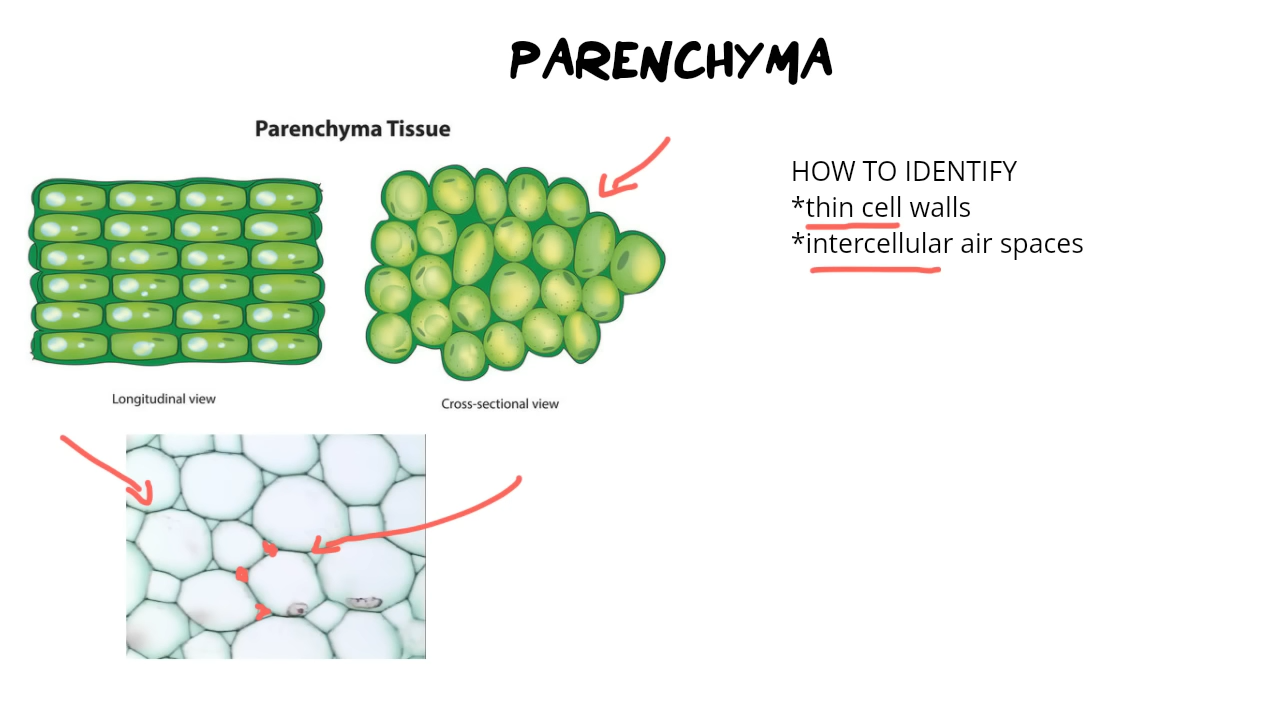 PARENCHYMA
Parenchyma Tissue
HOW TO IDENTIFY
*thin cell walls
*intercellular air spaces
Longitudinal view
Cross-sectional view